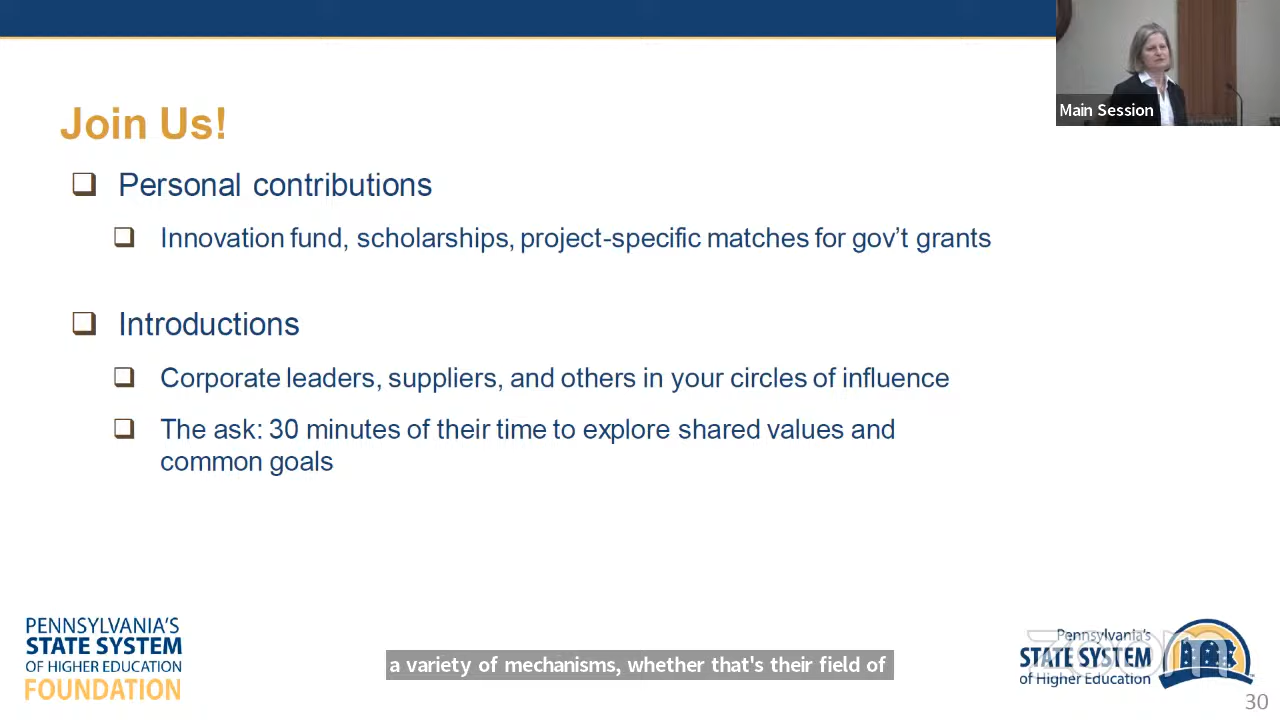 Main Session
Join Us!
Personal contributions
Innovation fund, scholarships, project-specific matches for gov't grants
Introductions
Corporate leaders, suppliers, and others in your circles of influence
The ask: 30 minutes of their time to explore shared values and
common goals
PENNSYLVANIA'S
STATE SYSTEM
OF HIGHER EDUCATION
FOUNDATION
a variety of mechanisms, whether that's their field of
Pennsylvania's
STATE SYSTEM
of Higher Education
zoom
30